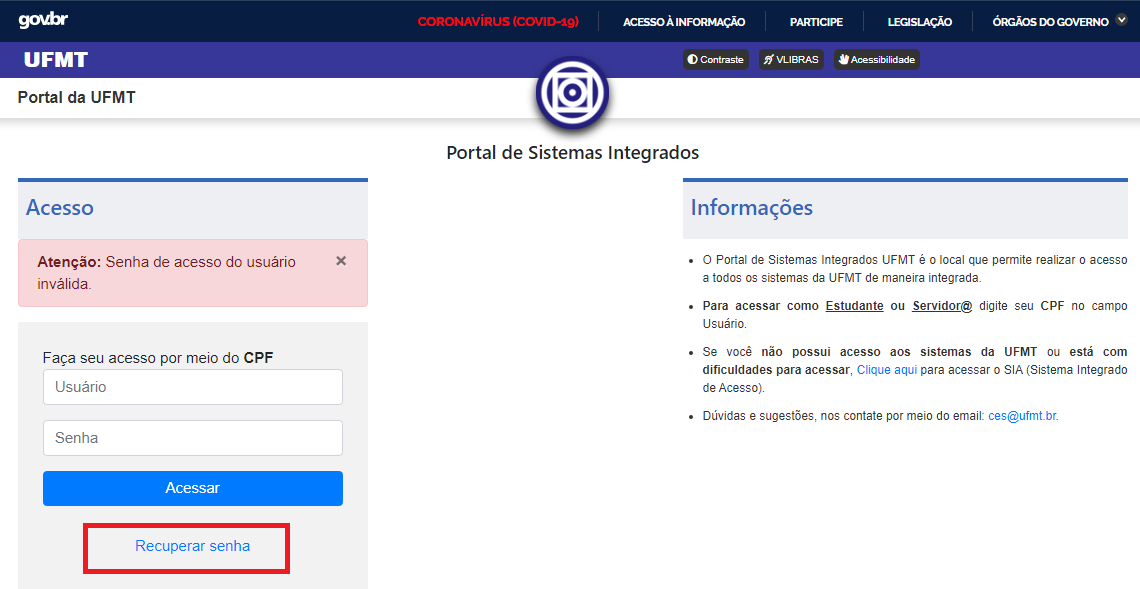 gov.br
CORONAVÍRUS (COVID-19)
ACESSO À INFORMAÇÃO
PARTICIPE
LEGISLAÇÃO
ÓRGÃOS DO GOVERNO
UFMT
Contraste
VLIBRAS
Acessibilidade
Portal da UFMT
Portal de Sistemas Integrados
Acesso
Atenção: Senha de acesso do usuário
inválida.
×
Faça seu acesso por meio do CPF
Usuário
Senha
Acessar
Recuperar senha
Informações
O Portal de Sistemas Integrados UFMT é o local que permite realizar o acesso
a todos os sistemas da UFMT de maneira integrada.
Para acessar como Estudante ou Servidor@ digite seu CPF no campo
Usuário.
Se você não possui acesso aos sistemas da UFMT ou está com
dificuldades para acessar, Clique aqui para acessar o SIA (Sistema Integrado
de Acesso).
Dúvidas e sugestões, nos contate por meio do email: ces@ufmt.br.